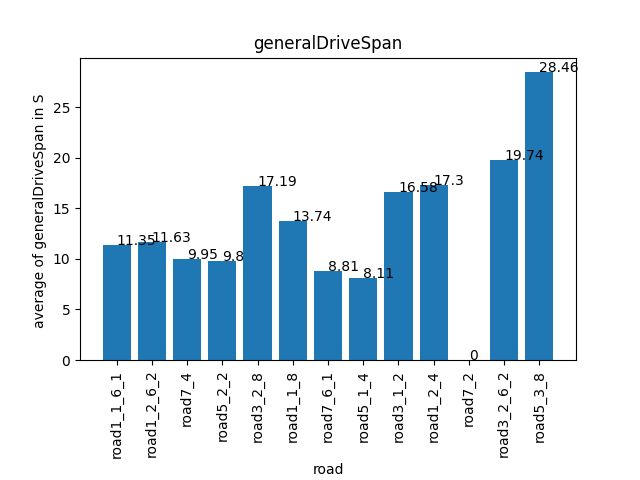 generalDriveSpan
average of generalDriveSpan in S
25
20
15
10
5
0
11.35
11.63
9.95
9.8
17.19
13.74
8.81
8.11
16.58
17.3
0
19.74
28.46
road1_1_6_1
road1_2_6_2
road7_4
road5_2_2
road3_2_8
road1_1_8
road7_6_1
road5_1_4
road3_1_2
road1_2_4
road7_2
road3_2_6_2
road5_3_8
road